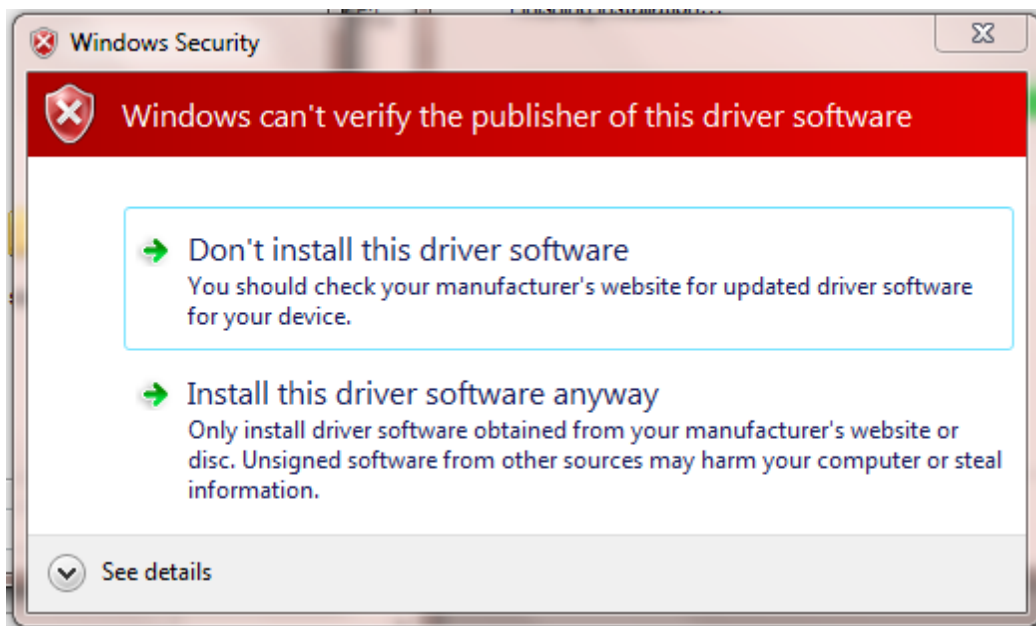 Windows Security
Windows can't verify the publisher of this driver software
Don't install this driver software
You should check your manufacturer's website for updated driver software
for your device.
Install this driver software anyway
Only install driver software obtained from your manufacturer's website or
disc. Unsigned software from other sources may harm your computer or steal
information.
See details